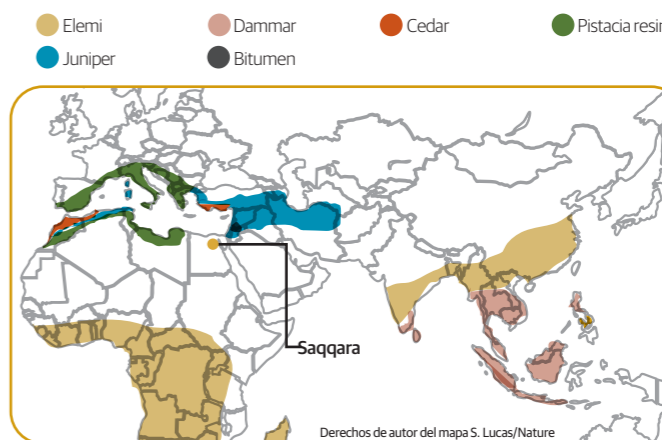 Elemi
Dammar
Cedar
Pistacia resin
Juniper
Bitumen
Saqqara
Derechos de autor del mapa S. Lucas/Nature